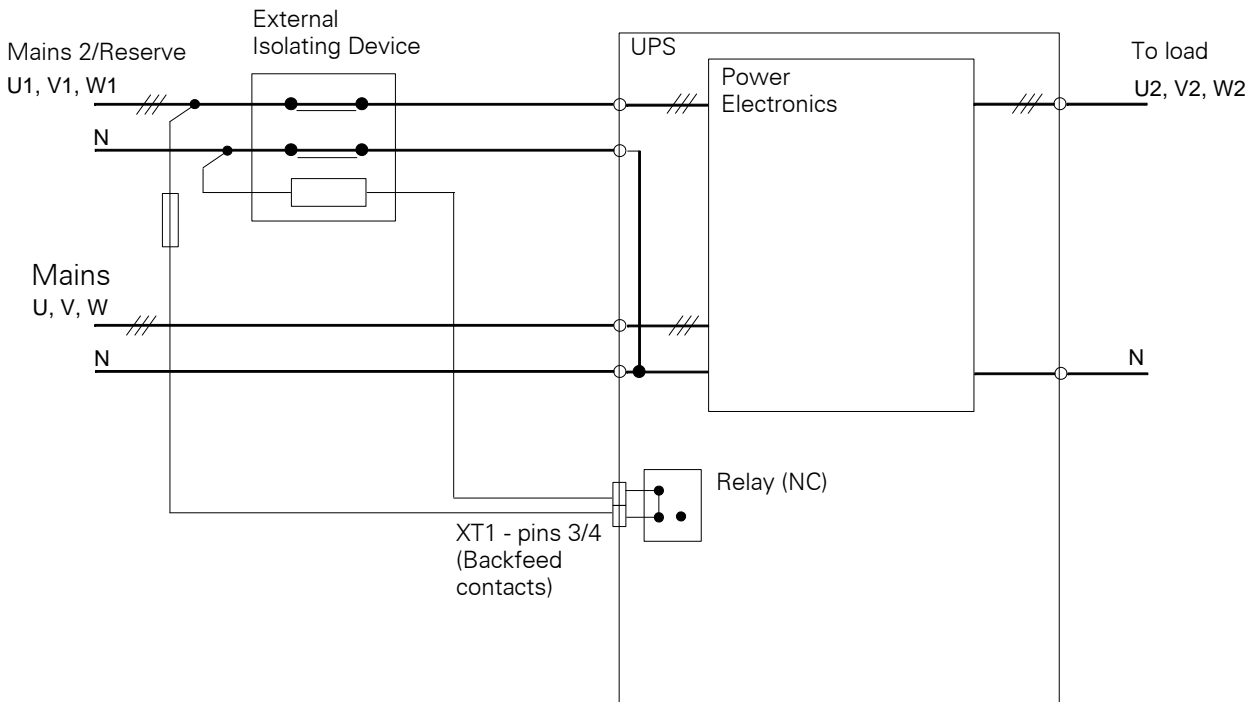 External
Isolating Device
Mains 2/Reserve
U1, V1, W1
N
UPS
Power
Electronics
To load
U2, V2, W2
Mains
U, V, W
N
N
Relay (NC)
XT1 - pins 3/4
(Backfeed
contacts)